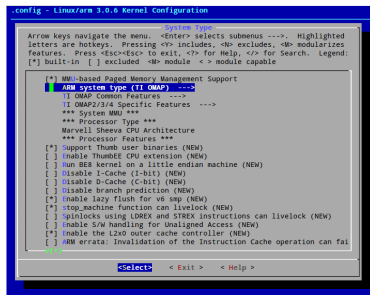 .config - Linux/arm 3.0.6 Kernel Configuration
System Type
Arrow keys navigate the menu. <Enter> selects submenus --->. Highlighted
letters are hotkeys. Pressing <Y> includes, <N> excludes, <M> modularizes
features. Press <Esc><Esc> to exit, <?> for Help, </> for Search. Legend:
[*] built-in [ ] excluded <M> module < > module capable
[*] MMU-based Paged Memory Management Support
ARM system type (TI OMAP) --->
TI OMAP Common Features --->
TI OMAP2/3/4 Specific Features --->
*** System MMU ***
*** Processor Type ***
Marvell Sheeva CPU Architecture
*** Processor Features ***
[*] Support Thumb user binaries (NEW)
[ ] Enable ThumbEE CPU extension (NEW)
[ ] Run BE8 kernel on a little endian machine (NEW)
[ ] Disable I-Cache (I-bit) (NEW)
[ ] Disable D-Cache (C-bit) (NEW)
[ ] Disable branch prediction (NEW)
[*] Enable lazy flush for v6 smp (NEW)
[*] stop_machine function can livelock (NEW)
[ ] Spinlocks using LDREX and STREX instructions can livelock (NEW)
[ ] Enable S/W handling for Unaligned Access (NEW)
[*] Enable the L2x0 outer cache controller (NEW)
[ ] ARM errata: Invalidation of the Instruction Cache operation can fai
<Select> < Exit > < Help >